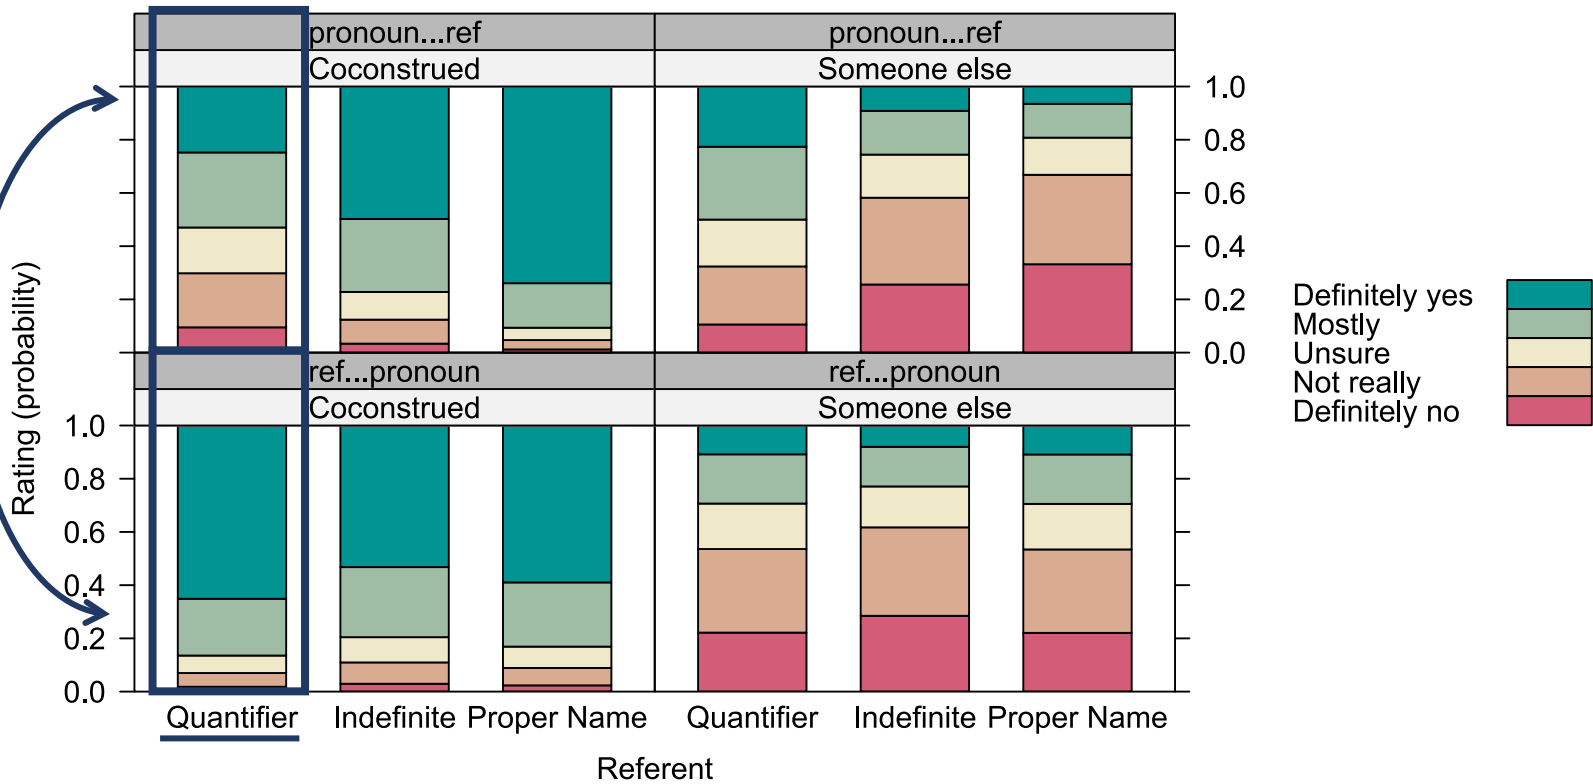 pronoun...ref
pronoun...ref
Coconstrued
Someone else
1.0
0.8
0.6
0.4
0.2
0.0
Rating (probability)
Definitely yes
Mostly
Unsure
Not really
Definitely no
ref...pronoun
ref...pronoun
Coconstrued
Someone else
1.0
0.8
0.6
0.4
0.2
0.0
Quantifier Indefinite Proper Name Quantifier Indefinite Proper Name
Referent